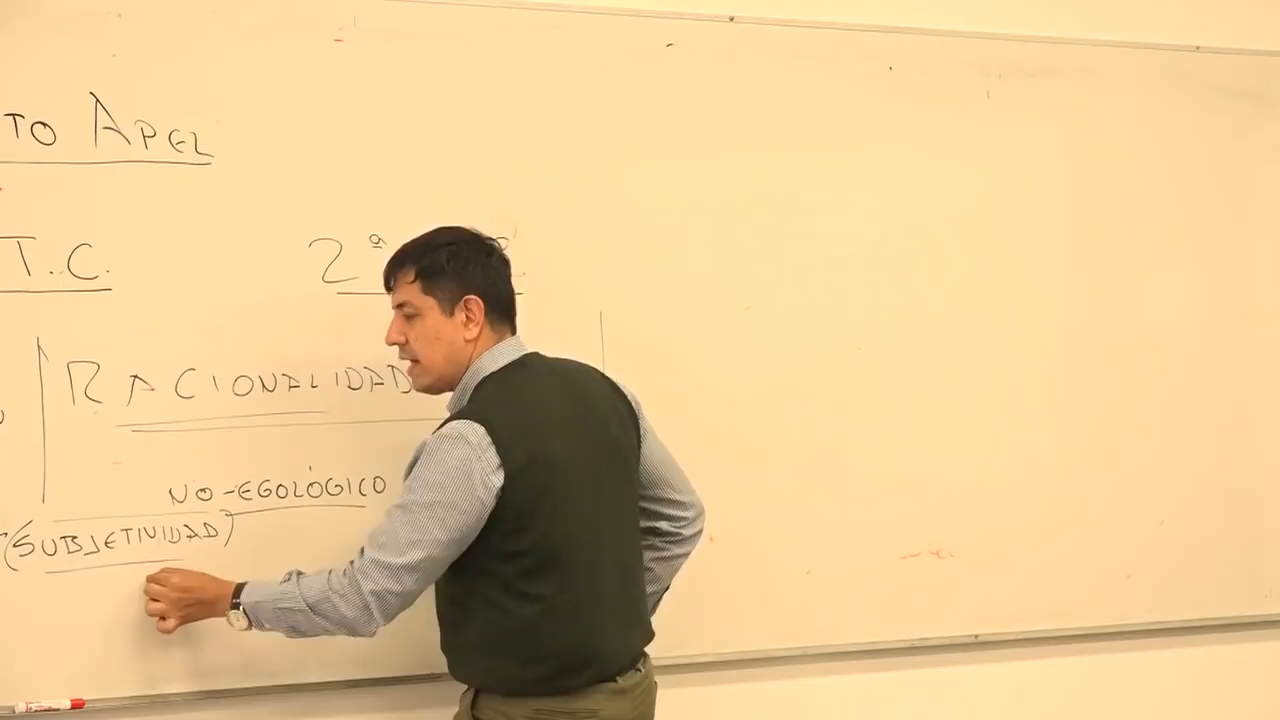 TO APEL
T.C.
2ª
RACIONALIDAD
NO-EGOLÓGICO
(SUBJETIVIDAD)